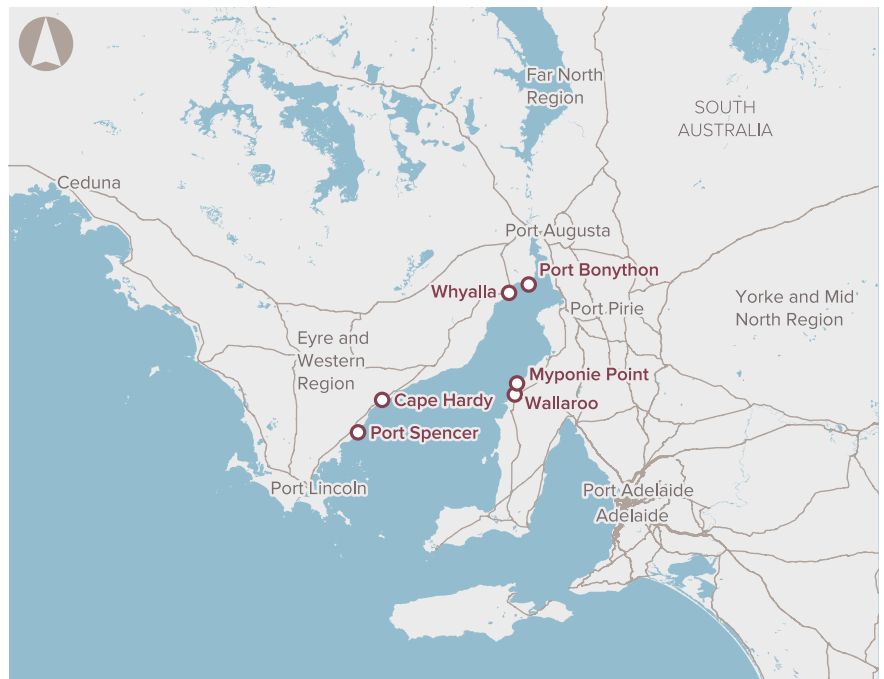 Far North
Region
SOUTH
AUSTRALIA
Ceduna
Port Augusta
Port Bonython
Whyalla
Port Pirie
Yorke and Mid
North Region
Eyre and
Western
Region
Myponie Point
Cape Hardy
Wallaroo
Port Spencer
Port Lincoln
Port Adelaide
Adelaide